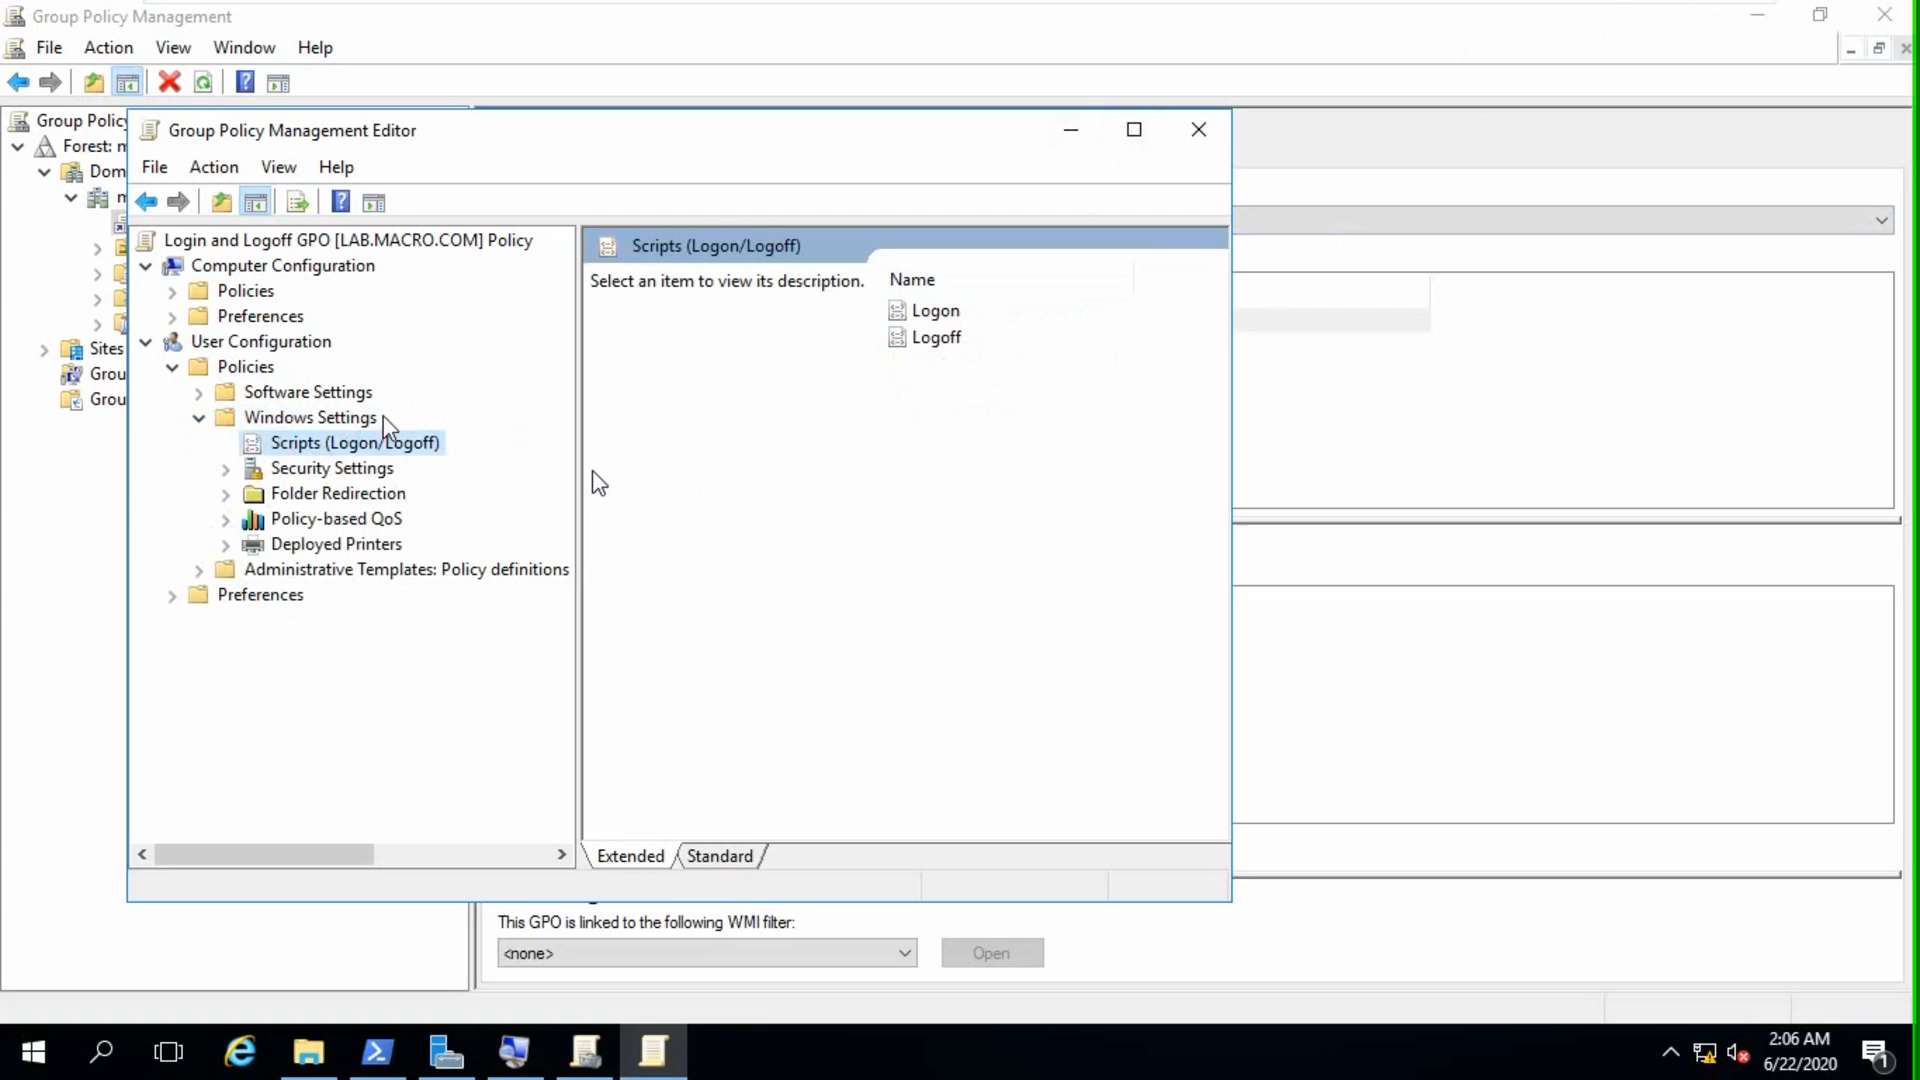 Group Policy Management
File Action View Window Help
Group Policy
Forest: m
Dom
m
Sites
Grou
Grou
Group Policy Management Editor
File Action View Help
Login and Logoff GPO [LAB.MACRO.COM] Policy
Computer Configuration
Policies
Preferences
User Configuration
Policies
Software Settings
Windows Settings
Scripts (Logon/Logoff)
Security Settings
Folder Redirection
Policy-based QoS
Deployed Printers
Administrative Templates: Policy definitions
Preferences
Scripts (Logon/Logoff)
Select an item to view its description.
Name
Logon
Logoff
Extended Standard
This GPO is linked to the following WMI filter:
<none>
Open
2:06 AM
6/22/2020
1